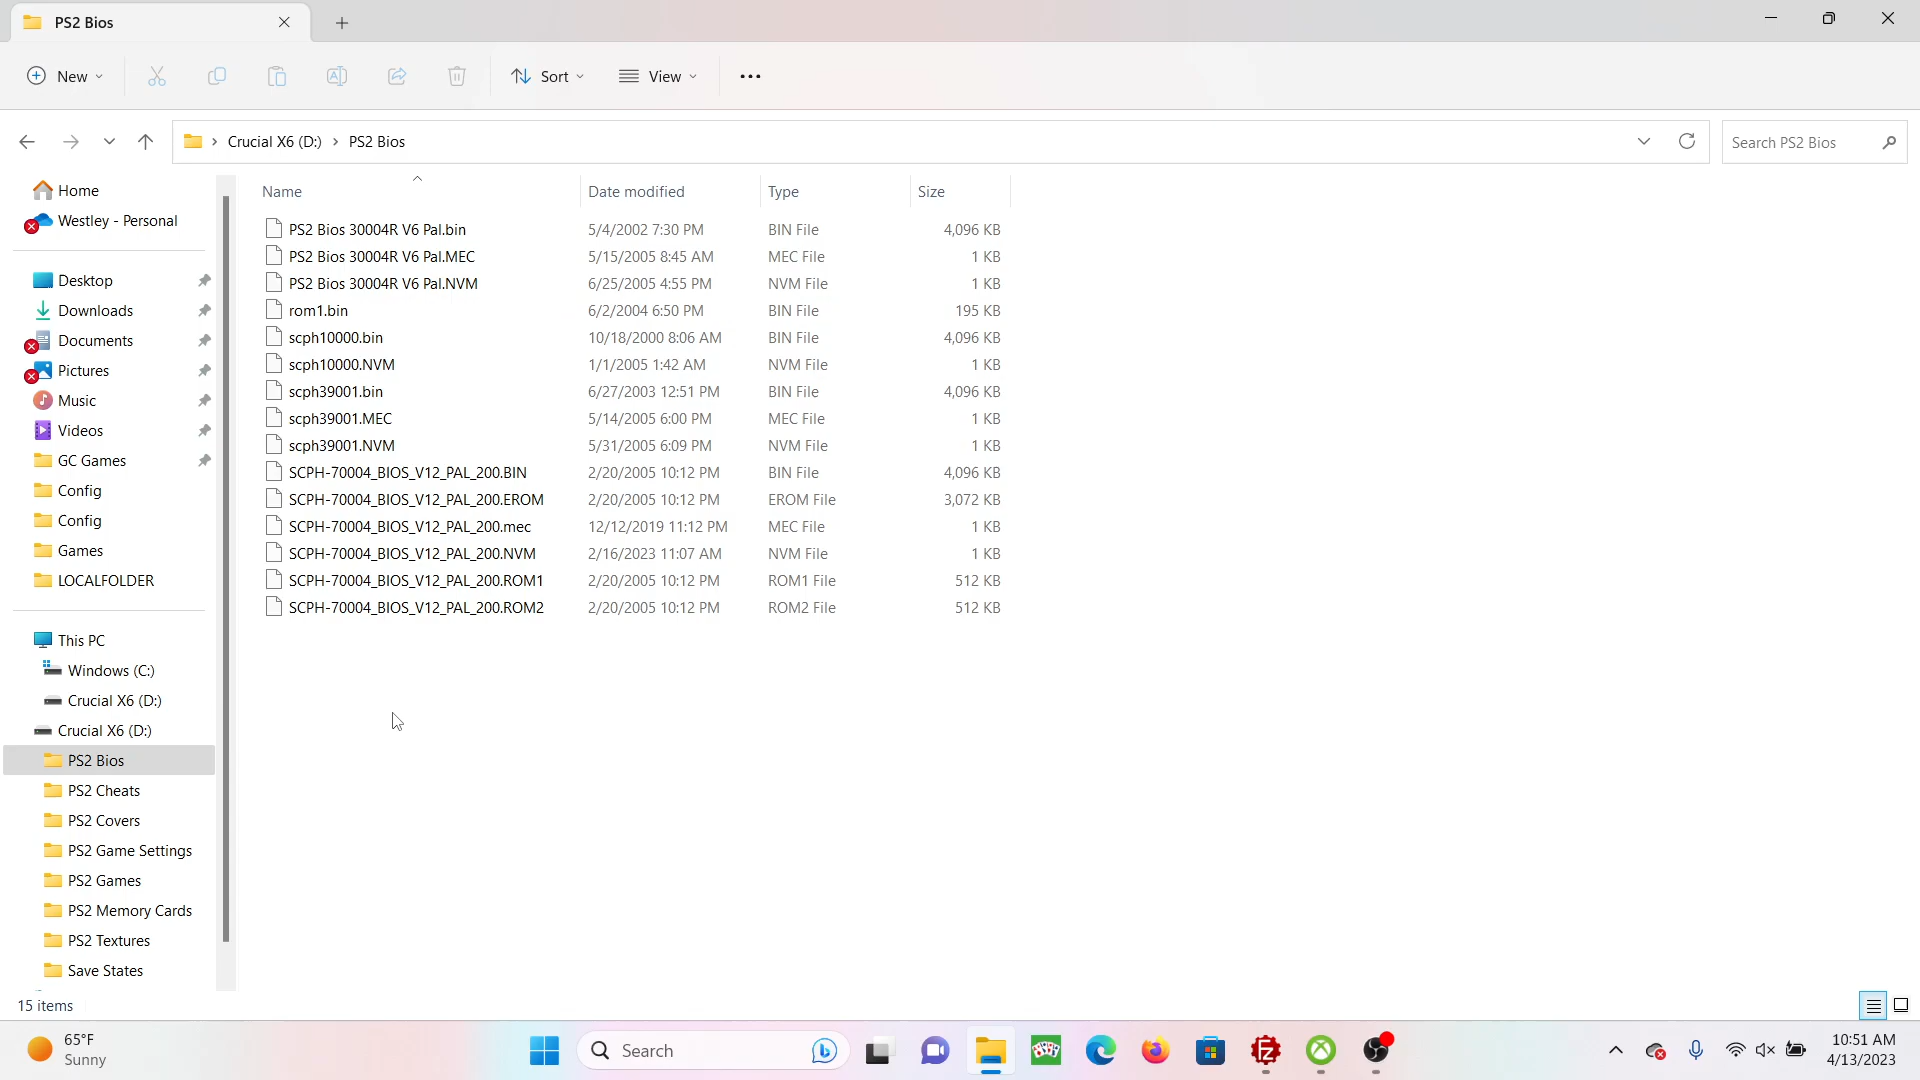 PS2 Bios
New
Sort
View
Crucial X6 (D:) PS2 Bios
Search PS2 Bios
Name Date modified Type Size
PS2 Bios 30004R V6 Pal.bin 5/4/2002 7:30 PM BIN File 4,096 KB
PS2 Bios 30004R V6 Pal.MEC 5/15/2005 8:45 AM MEC File 1 KB
PS2 Bios 30004R V6 Pal.NVM 6/25/2005 4:55 PM NVM File 1 KB
rom1.bin 6/2/2004 6:50 PM BIN File 195 KB
scph10000.bin 10/18/2000 8:06 AM BIN File 4,096 KB
scph10000.NVM 1/1/2005 1:42 AM NVM File 1 KB
scph39001.bin 6/27/2003 12:51 PM BIN File 4,096 KB
scph39001.MEC 5/14/2005 6:00 PM MEC File 1 KB
scph39001.NVM 5/31/2005 6:09 PM NVM File 1 KB
SCPH-70004_BIOS_V12_PAL_200.BIN 2/20/2005 10:12 PM BIN File 4,096 KB
SCPH-70004_BIOS_V12_PAL_200.EROM 2/20/2005 10:12 PM EROM File 3,072 KB
SCPH-70004_BIOS_V12_PAL_200.mec 12/12/2019 11:12 PM MEC File 1 KB
SCPH-70004_BIOS_V12_PAL_200.NVM 2/16/2023 11:07 AM NVM File 1 KB
SCPH-70004_BIOS_V12_PAL_200.ROM1 2/20/2005 10:12 PM ROM1 File 512 KB
SCPH-70004_BIOS_V12_PAL_200.ROM2 2/20/2005 10:12 PM ROM2 File 512 KB
Home
Westley - Personal
Desktop
Downloads
Documents
Pictures
Music
Videos
GC Games
Config
Config
Games
LOCALFOLDER
This PC
Windows (C:)
Crucial X6 (D:)
Crucial X6 (D:)
PS2 Bios
PS2 Cheats
PS2 Covers
PS2 Game Settings
PS2 Games
PS2 Memory Cards
PS2 Textures
Save States
15 items
65°F
Sunny
Search
10:51 AM
4/13/2023